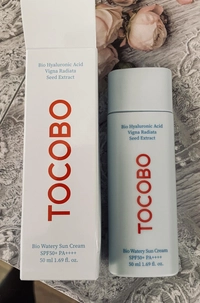 Bio Hyaluronic Acid
Vigna Radiata
Seed Extract
TOCOBO
Bio Watery Sun Cream
SPF50+ PA++++
50 ml 1.69 fl. oz.
Bio Hyaluronic Acid
Vigna Radiata
Seed Extract
TOCOBO
Bio Watery Sun Cream
SPF50+ PA++++
50 ml 1.69 fl. oz.